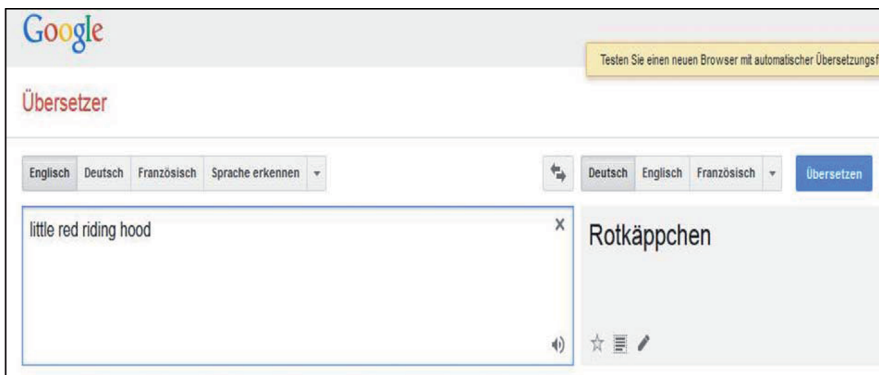 Google
Testen Sie einen neuen Browser mit automatischer Übersetzungsf
Übersetzer
Englisch Deutsch Französisch Sprache erkennen Deutsch Englisch Französisch Übersetzen
little red riding hood x Rotkäppchen